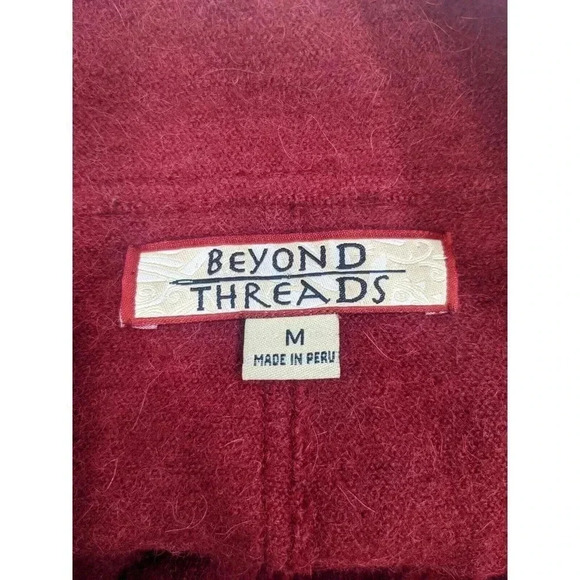 BEYOND
THREADS
M
MADE IN PERU